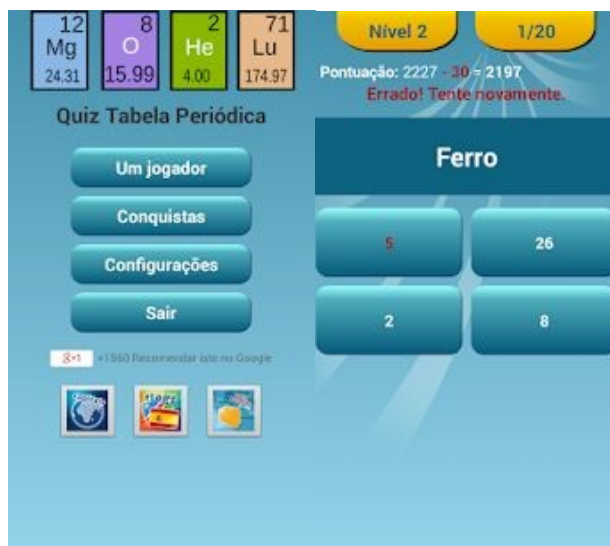 12
Mg
24.31
8
O
15.99
2
He
4.00
71
Lu
174.97
Quiz Tabela Periódica
Um jogador
Conquistas
Configurações
Sair
+1560 Recomendar isto no Google
Nível 2
1/20
Pontuação: 2227 - 30 = 2197
Errado! Tente novamente.
Ferro
5
26
2
8